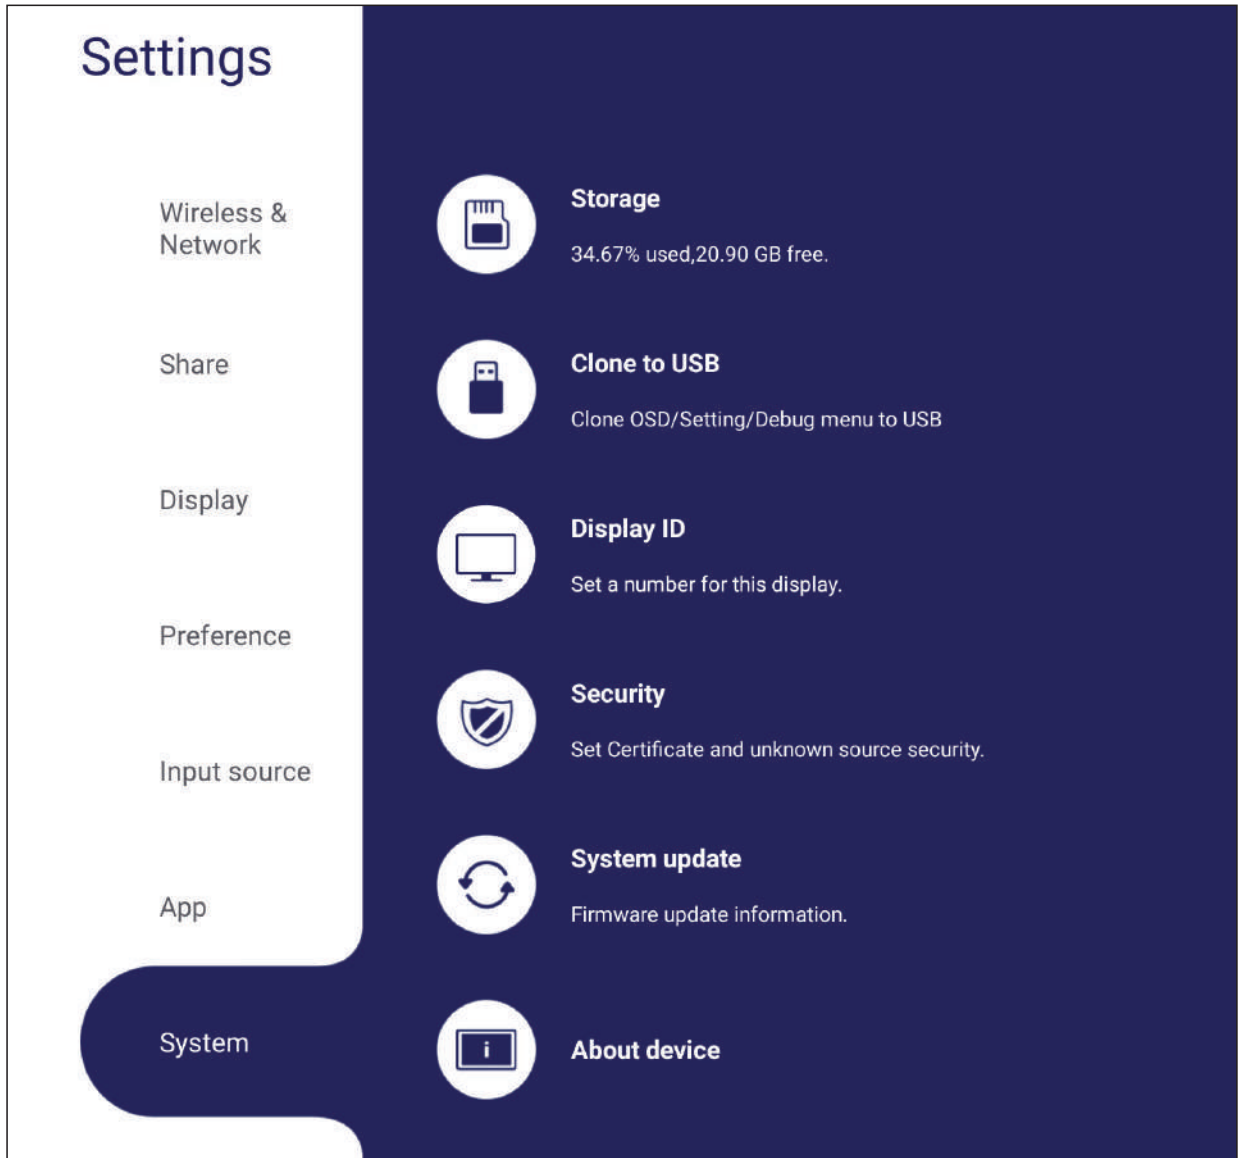 Settings
Wireless &
Network
Share
Display
Preference
Input source
App
System
Storage
34.67% used,20.90 GB free.
Clone to USB
Clone OSD/Setting/Debug menu to USB
Display ID
Set a number for this display.
Security
Set Certificate and unknown source security.
System update
Firmware update information.
i
About device